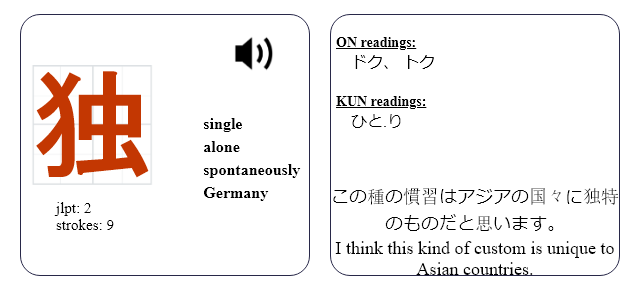 独
single
alone
spontaneously
Germany
jlpt: 2
strokes: 9
ON readings:
ドク、 トク
KUN readings:
ひと.り
この種の慣習はアジアの国々に独特
のものだと思います。
I think this kind of custom is unique to
Asian countries.